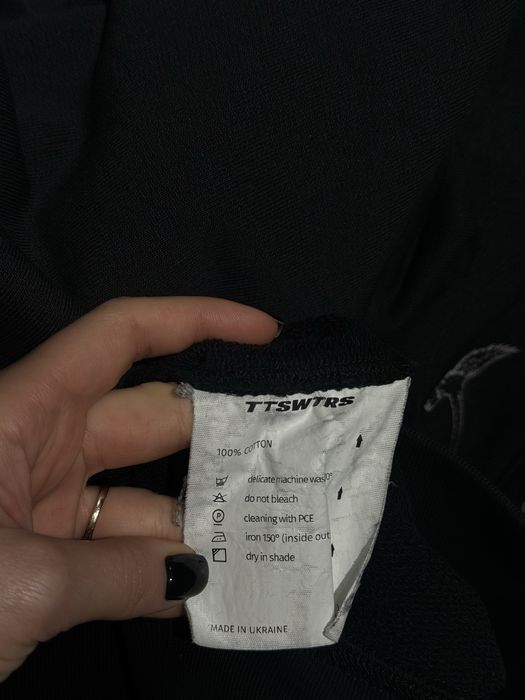 TTSWTRS
100% COTTON
delicate machine
do not bleach
P cleaning with PCE
iron 150° (inside out
dry in shade
MADE IN UKRAINE